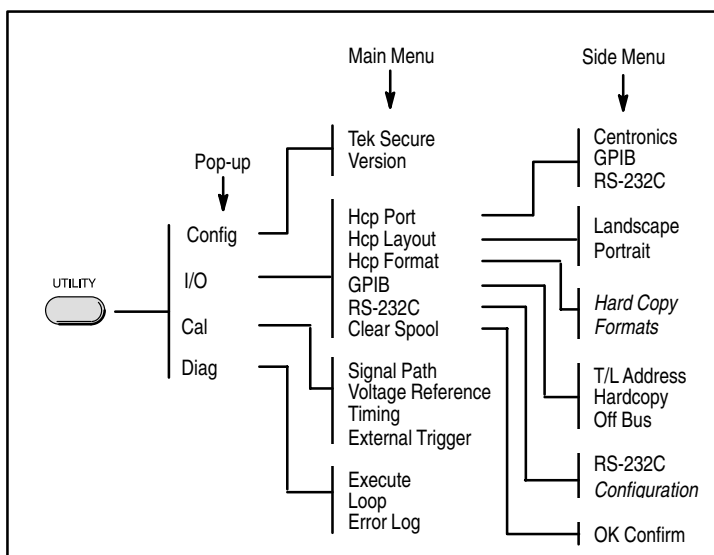 Main Menu
Side Menu
Pop-up
UTILITY
Config
I/O
Cal
Diag
Tek Secure
Version
Hcp Port
Hcp Layout
Hcp Format
GPIB
RS-232C
Clear Spool
Signal Path
Voltage Reference
Timing
External Trigger
Execute
Loop
Error Log
Centronics
GPIB
RS-232C
Landscape
Portrait
Hard Copy
Formats
T/L Address
Hardcopy
Off Bus
RS-232C
Configuration
OK Confirm